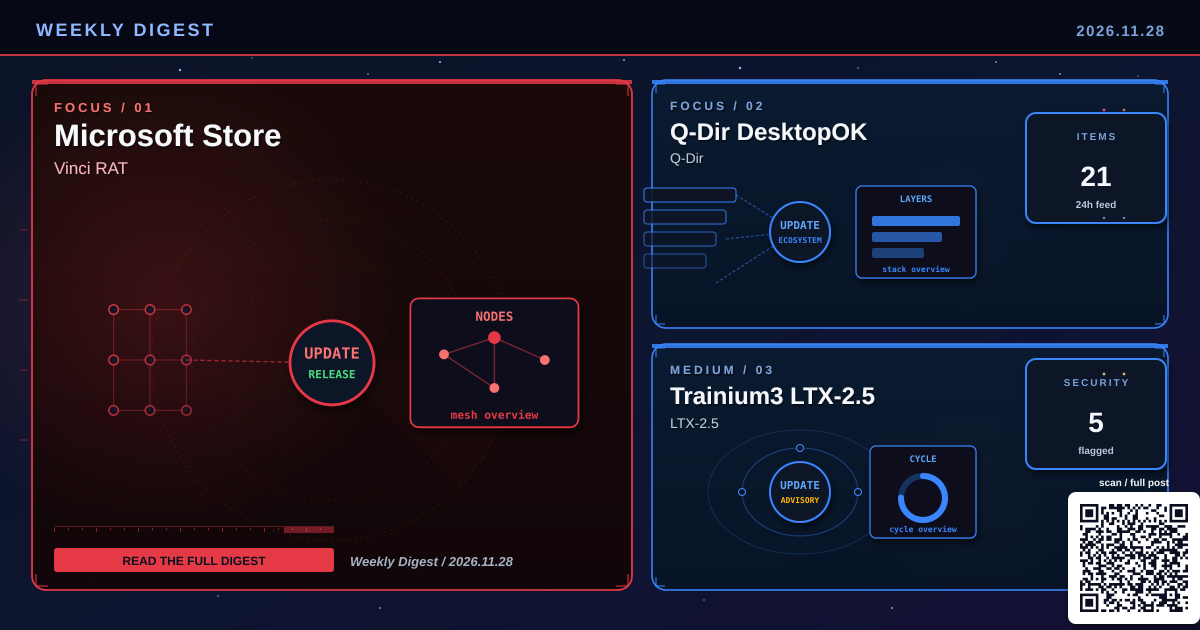 WEEKLY DIGEST
2026.11.28
FOCUS / 01
Microsoft Store
Vinci RAT
UPDATE
RELEASE
NODES
mesh overview
READ THE FULL DIGEST
Weekly Digest / 2026.11.28
FOCUS / 02
Q-Dir DesktopOK
Q-Dir
UPDATE
ECOSYSTEM
LAYERS
stack overview
ITEMS
21
24h feed
MEDIUM / 03
Trainium3 LTX-2.5
LTX-2.5
UPDATE
ADVISORY
CYCLE
cycle overview
SECURITY
5
flagged
scan / full post